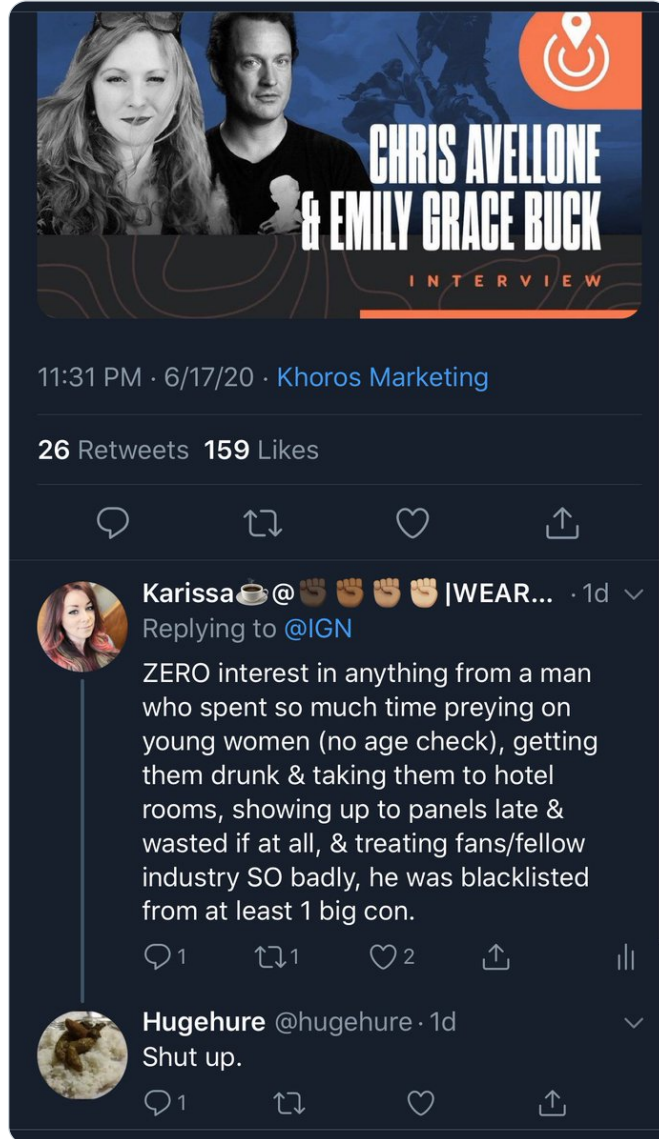 CHRIS AVELLONE
& EMILY GRACE BUCK
INTERVIEW
11:31 PM · 6/17/20 · Khoros Marketing
26 Retweets 159 Likes
Karissa☕@✊🏿✊🏾✊🏽✊🏼|WEAR... · 1d
Replying to @IGN
ZERO interest in anything from a man
who spent so much time preying on
young women (no age check), getting
them drunk & taking them to hotel
rooms, showing up to panels late &
wasted if at all, & treating fans/fellow
industry SO badly, he was blacklisted
from at least 1 big con.
1 1 2
Hugehure @hugehure · 1d
Shut up.
1